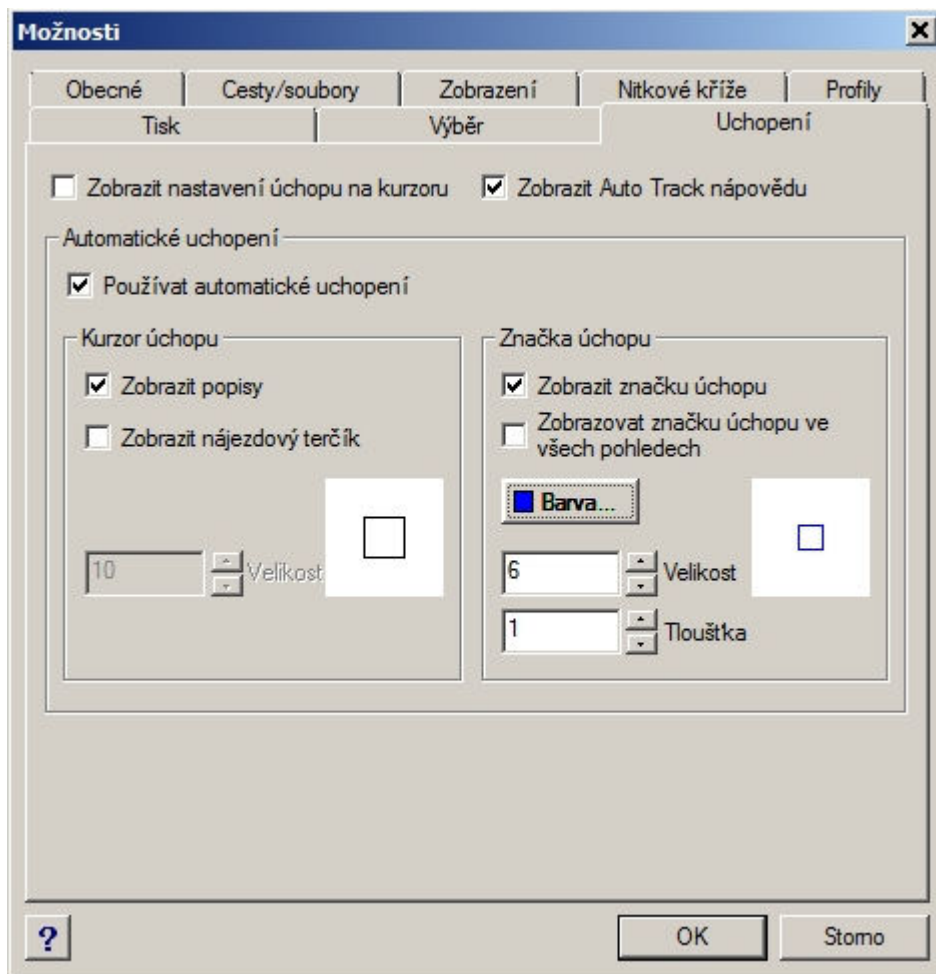 Možnosti
Obecné
Cesty/soubory
Zobrazení
Nitkové kříže
Profily
Tisk
Výběr
Uchopení
Zobrazit nastavení úchopu na kurzoru
Zobrazit Auto Track nápovědu
Automatické uchopení
Používat automatické uchopení
Kurzor úchopu
Zobrazit popisy
Zobrazit nájezdový terčík
10
Velikost
Značka úchopu
Zobrazit značku úchopu
Zobrazovat značku úchopu ve
všech pohledech
Barva...
6
Velikost
1
Tloušťka
?
OK
Storno